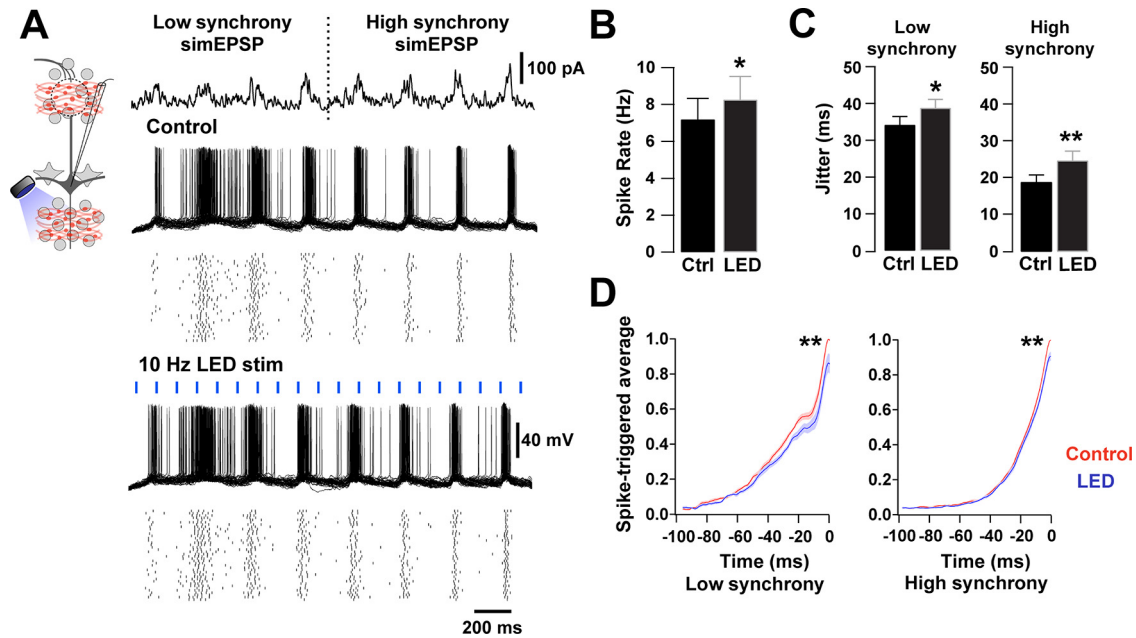 A
Low synchrony
simEPSP
High synchrony
simEPSP
100 pA
Control
10 Hz LED stim
40 mV
200 ms
B
Spike Rate (Hz)
10
8
6
4
2
0
*
Ctrl LED
C
Low
synchrony
High
synchrony
Jitter (ms)
50
40
30
20
10
0
*
Ctrl LED
50
40
30
20
10
0
**
Ctrl LED
D
Spike-triggered average
1.0
0.8
0.6
0.4
0.2
0.0
**
-100 -80 -60 -40 -20 0
Time (ms)
Low synchrony
1.0
0.8
0.6
0.4
0.2
0.0
**
-100 -80 -60 -40 -20 0
Time (ms)
High synchrony
Control
LED